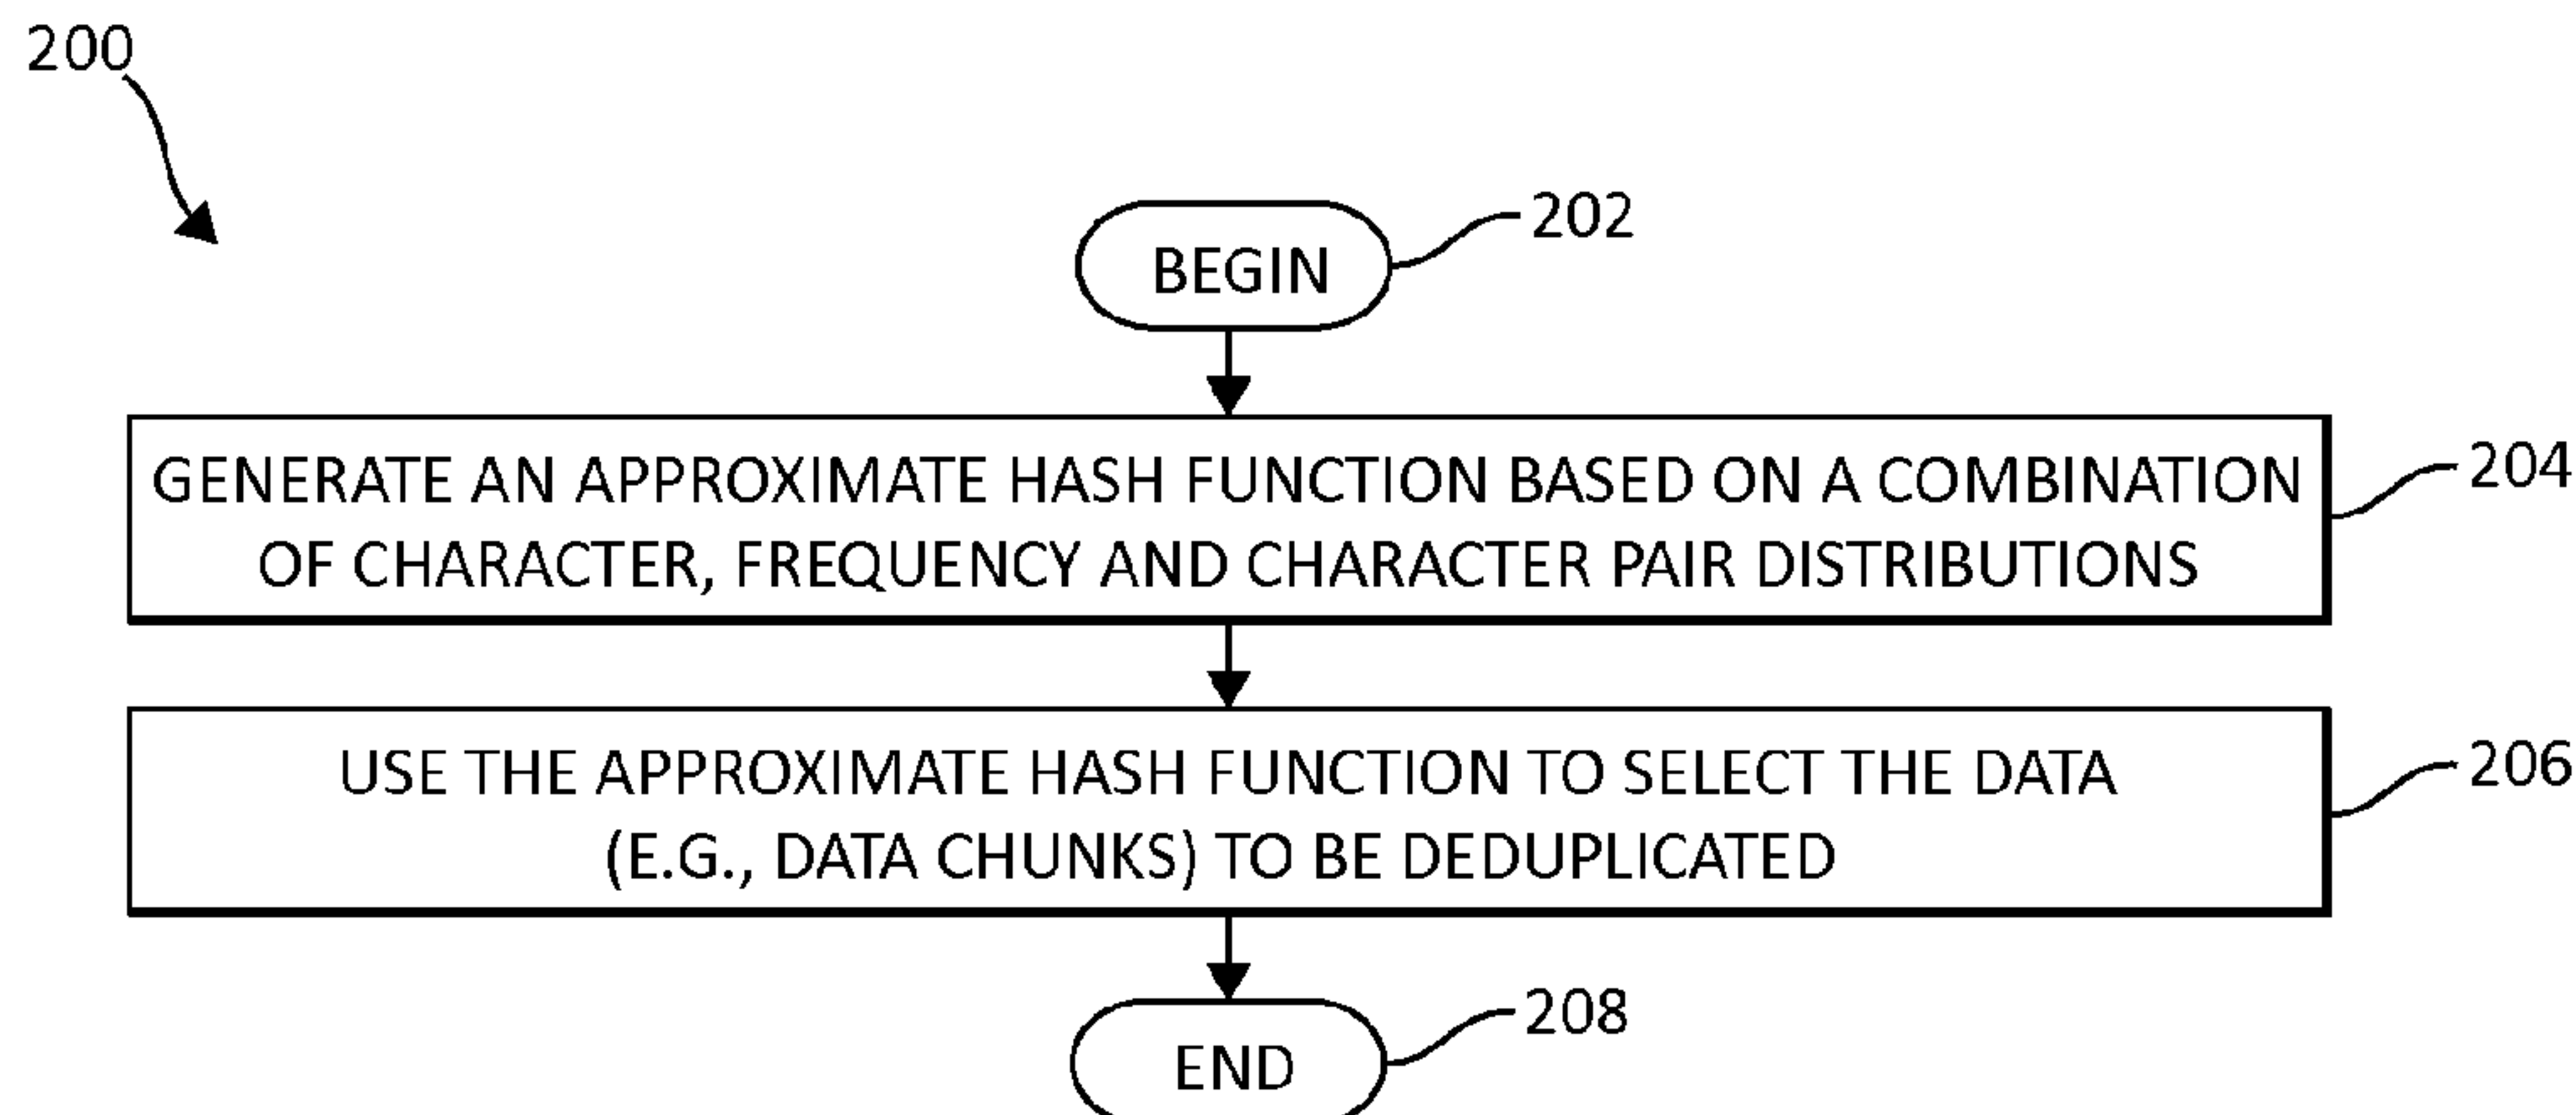 200
BEGIN
202
GENERATE AN APPROXIMATE HASH FUNCTION BASED ON A COMBINATION
OF CHARACTER, FREQUENCY AND CHARACTER PAIR DISTRIBUTIONS
204
USE THE APPROXIMATE HASH FUNCTION TO SELECT THE DATA
(E.G., DATA CHUNKS) TO BE DEDUPLICATED
206
END
208